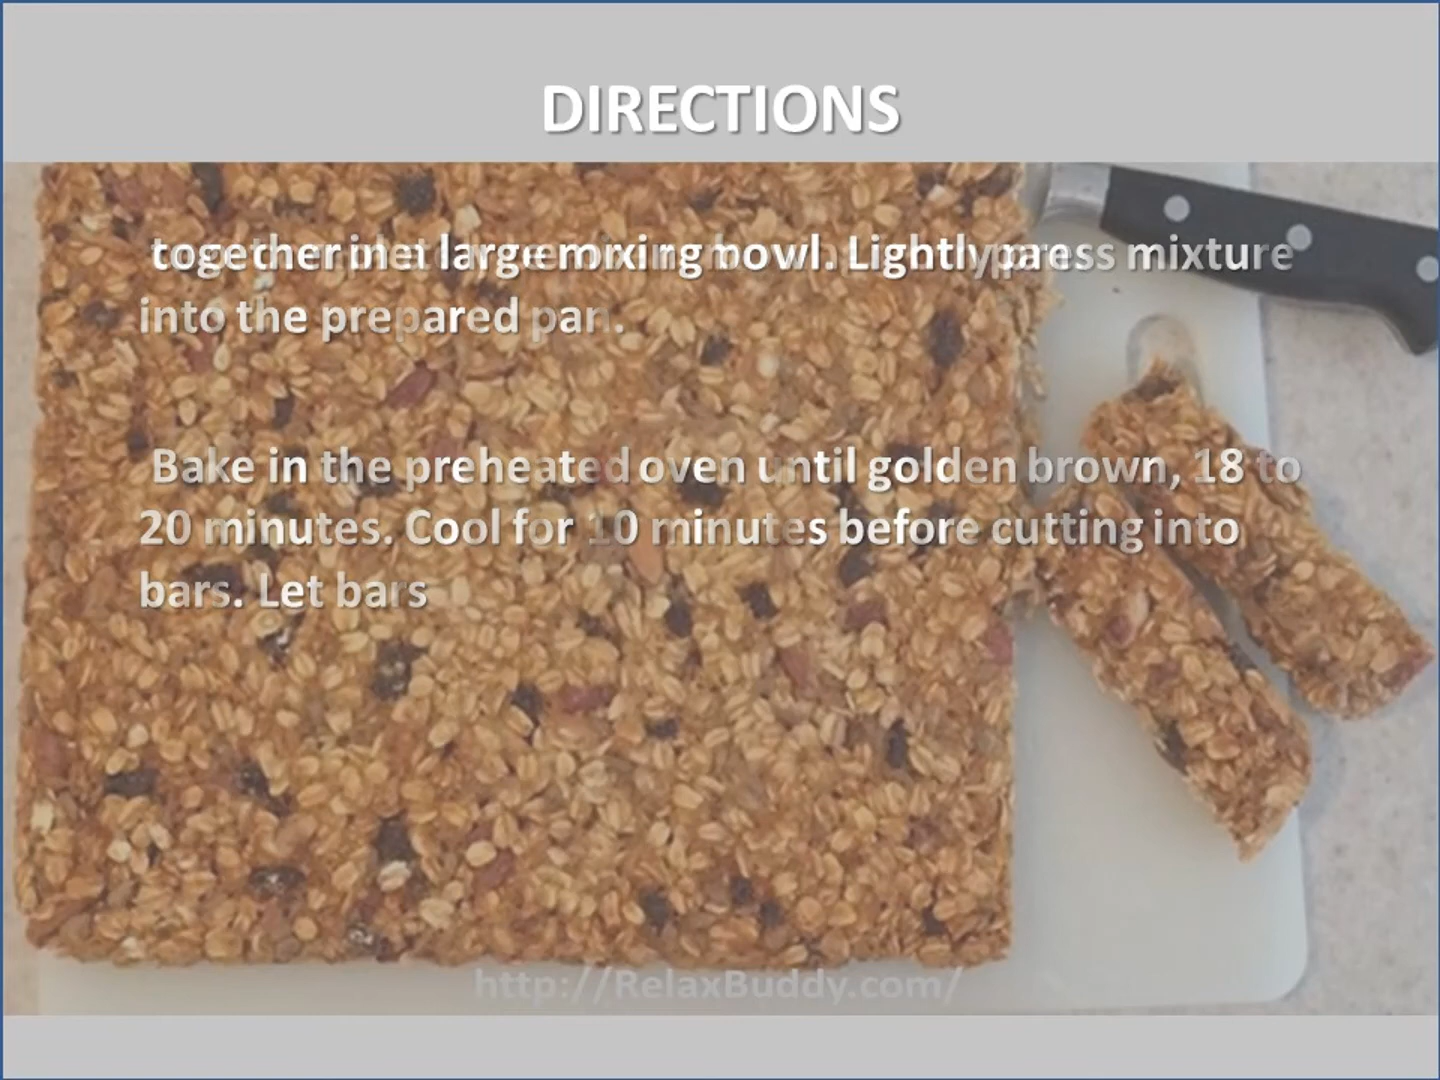 DIRECTIONS
together in a large mixing bowl. Lightly press mixture
into the prepared pan.
Bake in the preheated oven until golden brown, 18 to
20 minutes. Cool for 10 minutes before cutting into
bars. Let bars
http://RelaxBuddy.com/